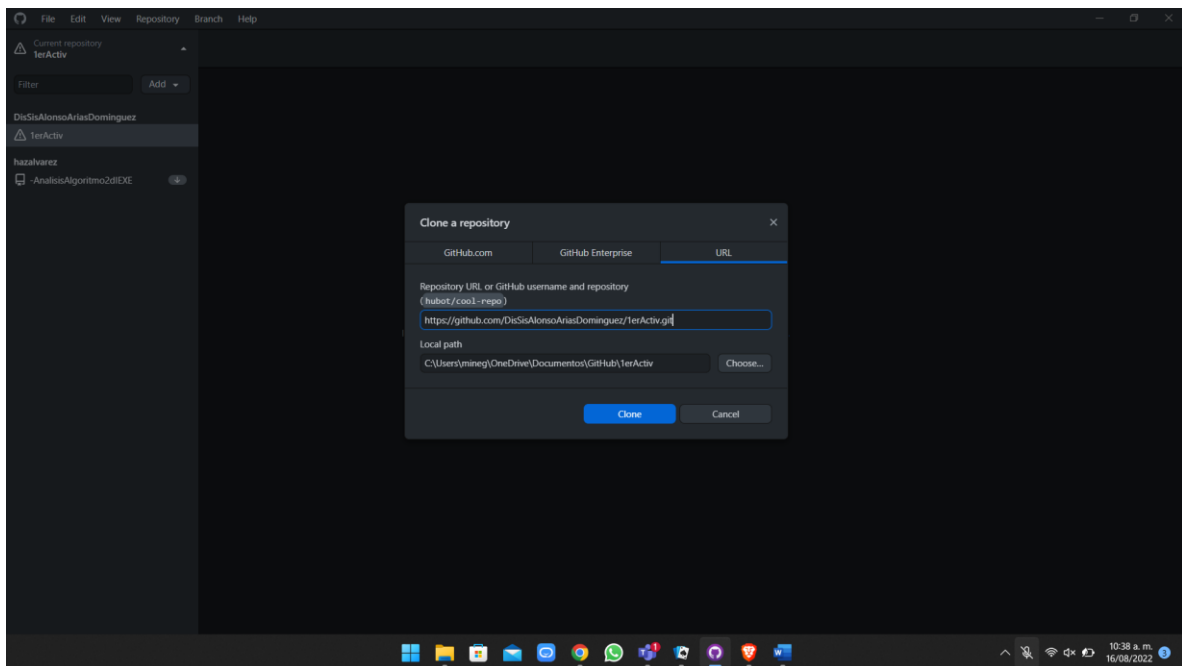 File Edit View Repository Branch Help
Current repository
1erActiv
Filter
Add
DisSisAlonsoAriasDominguez
1erActiv
hazalvarez
-AnalisisAlgoritmo2dlEXE
Clone a repository
GitHub.com GitHub Enterprise URL
Repository URL or GitHub username and repository
(hubot/cool-repo)
https://github.com/DisSisAlonsoAriasDominguez/1erActiv.git
Local path
C:\Users\mineg\OneDrive\Documentos\GitHub\1erActiv
Choose...
Clone Cancel
10:38 a. m.
16/08/2022
3